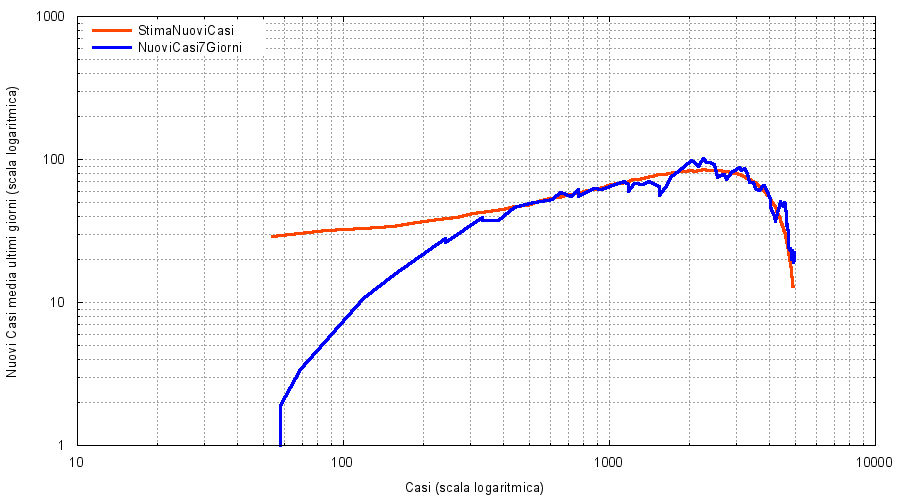 1000
StimaNuoviCasi
NuoviCasi7Giorni
100
10
1
Nuovi Casi media ultimi giorni (scala logaritmica)
10 100 1000 10000
Casi (scala logaritmica)